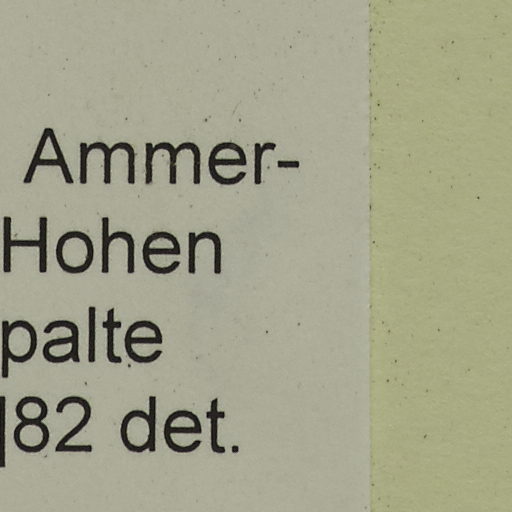 Ammer-
Hohen
palte
82 det.